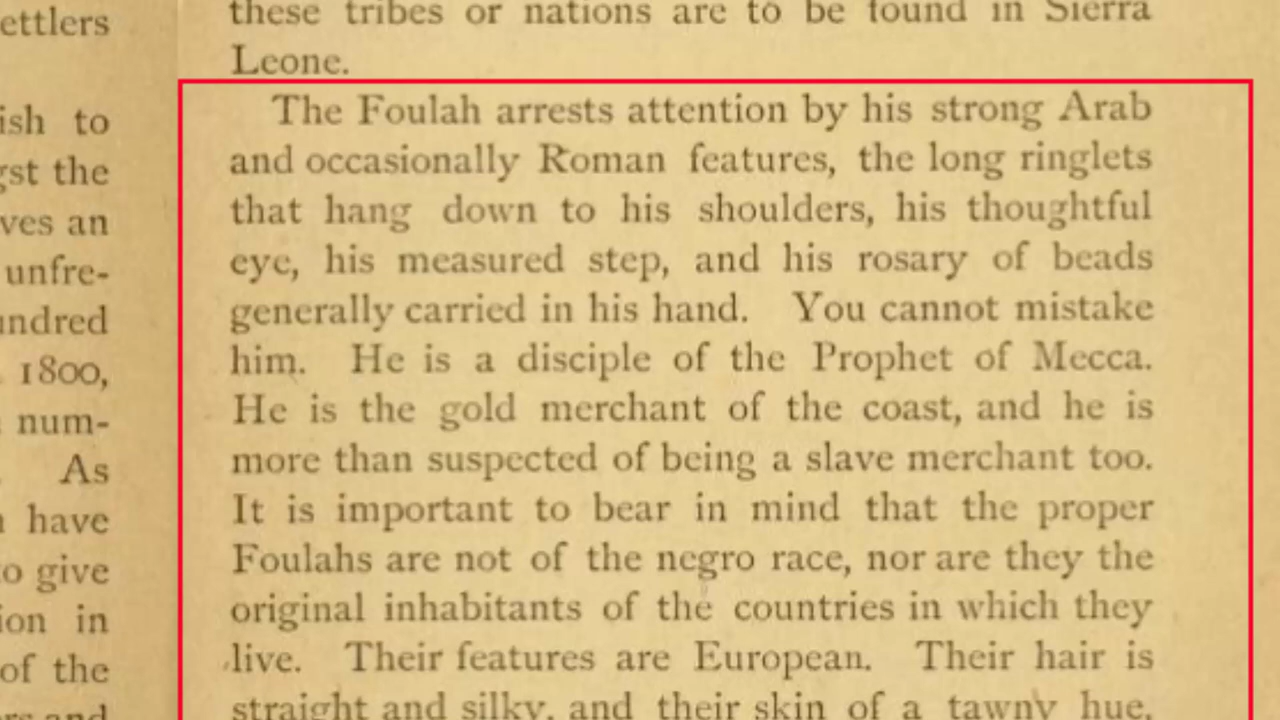 ettlers
ish to
gst the
ves an
unfre-
undred
1800,
num-
As
have
o give
ion in
of the
rs and
these tribes or nations are to be found in Sierra
Leone.
The Foulah arrests attention by his strong Arab
and occasionally Roman features, the long ringlets
that hang down to his shoulders, his thoughtful
eye, his measured step, and his rosary of beads
generally carried in his hand. You cannot mistake
him. He is a disciple of the Prophet of Mecca.
He is the gold merchant of the coast, and he is
more than suspected of being a slave merchant too.
It is important to bear in mind that the proper
Foulahs are not of the negro race, nor are they the
original inhabitants of the countries in which they
live. Their features are European. Their hair is
straight and silky, and their skin of a tawny hue,